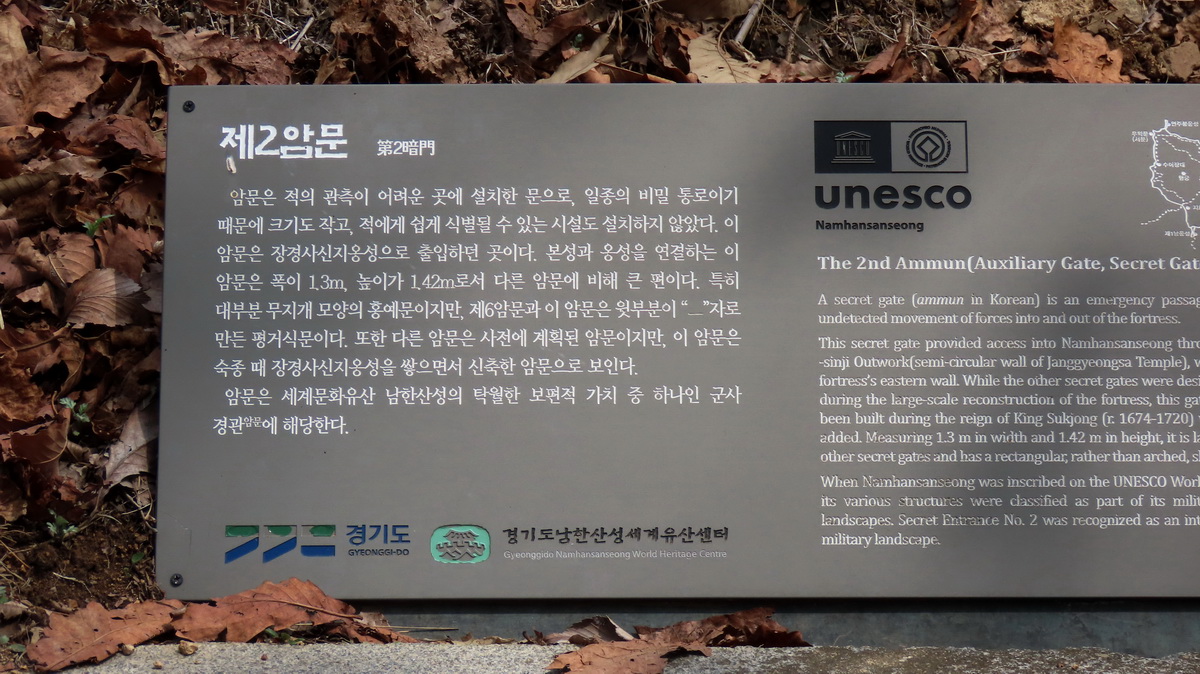 제2암문 第2暗門
암문은 적의 관측이 어려운 곳에 설치한 문으로, 일종의 비밀 통로이기
때문에 크기도 작고, 적에게 쉽게 식별될 수 있는 시설도 설치하지 않았다. 이
암문은 장경사신지옹성으로 출입하던 곳이다. 본성과 옹성을 연결하는 이
암문은 폭이 1.3m, 높이가 1.42m로서 다른 암문에 비해 큰 편이다. 특히
대부분 무지개 모양의 홍예문이지만, 제6암문과 이 암문은 윗부분이 “ㅡ”자로
만든 평거식문이다. 또한 다른 암문은 사전에 계획된 암문이지만, 이 암문은
숙종 때 장경사신지옹성을 쌓으면서 신축한 암문으로 보인다.
암문은 세계문화유산 남한산성의 탁월한 보편적 가치 중 하나인 군사
경관암문에 해당한다.
경기도
GYEONGGI-DO
경기도남한산성세계유산센터
Gyeonggido Namhansanseong World Heritage Centre
UNESCO
unesco
Namhansanseong
The 2nd Ammun(Auxiliary Gate, Secret Gat
A secret gate (ammun in Korean) is an emergency passag
undetected movement of forces into and out of the fortress.
This secret gate provided access into Namhansanseong thro
-sinji Outwork(semi-circular wall of Janggyeongsa Temple), w
fortress's eastern wall. While the other secret gates were desi
during the large-scale reconstruction of the fortress, this gat
been built during the reign of King Sukjong (r. 1674-1720)
added. Measuring 1.3 m in width and 1.42 m in height, it is la
other secret gates and has a rectangular, rather than arched, s
When Namhansanseong was inscribed on the UNESCO Worl
its various structures were classified as part of its milit
landscapes. Secret Entrance No. 2 was recognized as an in
military landscape.